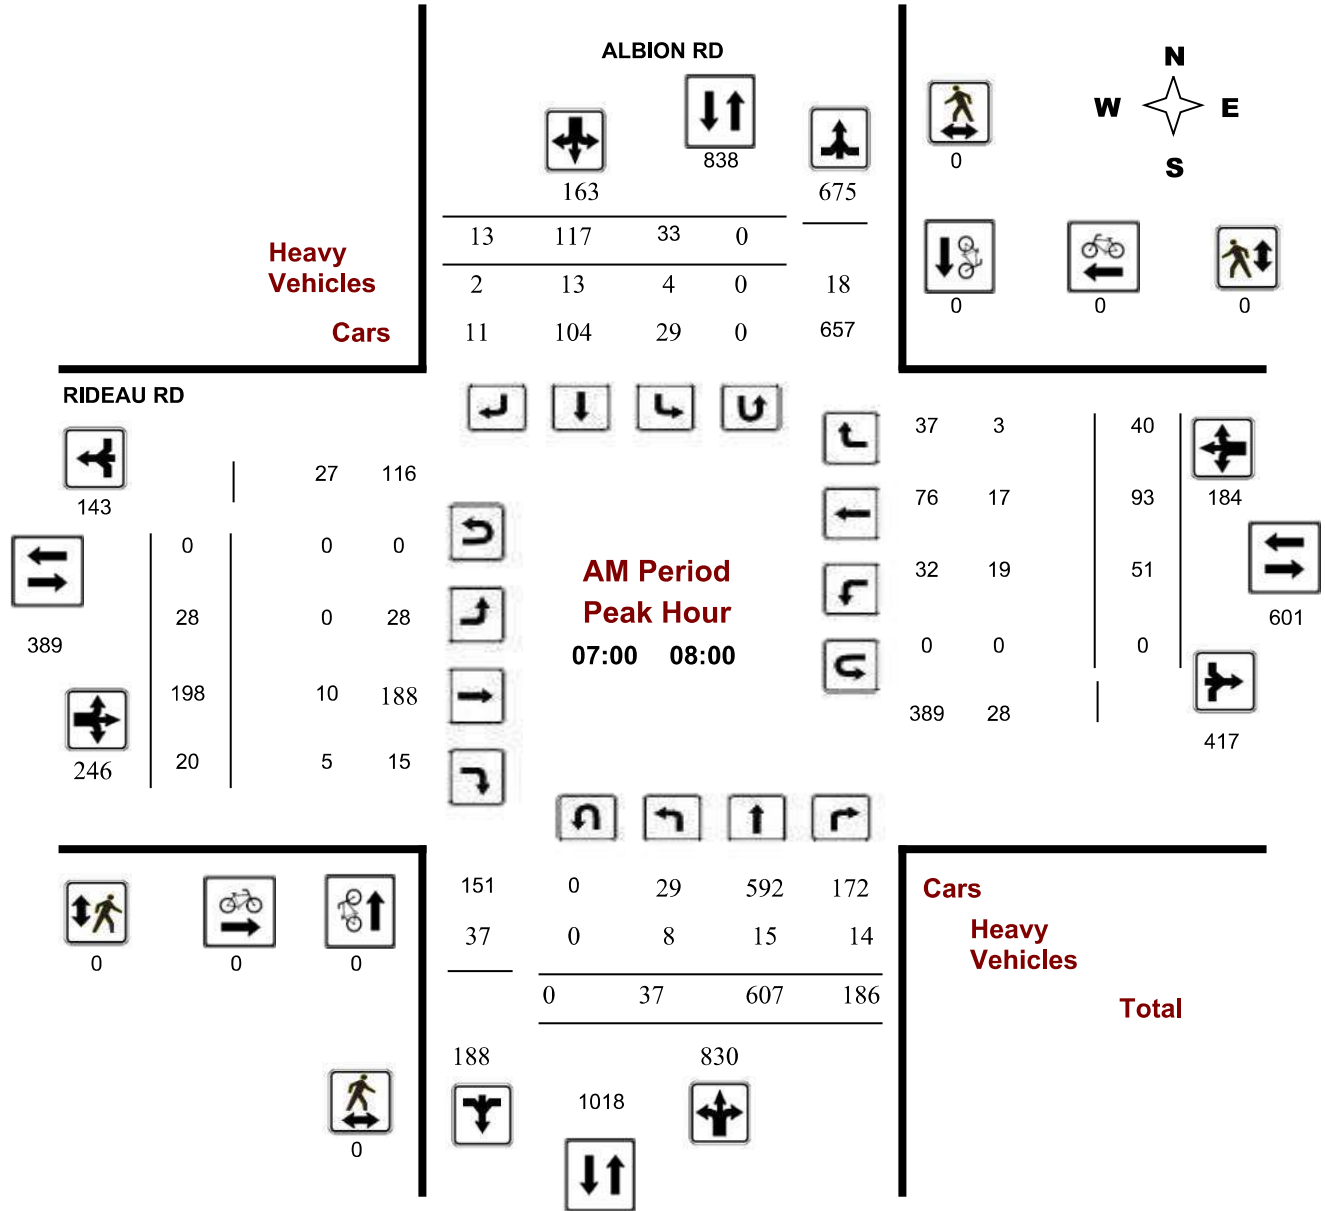 ALBION RD
N
W E
S
838
0
163 675
13 117 33 0
Heavy
Vehicles
2 13 4 0 18
Cars
11 104 29 0 657
0 0 0
RIDEAU RD
37 3 40
27 116
143
76 17 93 184
0 0 0
AM Period
32 19 51
Peak Hour
28 0 28
601
389
07:00 08:00
0 0 0
198 10 188
389 28
417
246 20 5 15
151 0 29 592 172
Cars
37 0 8 15 14
Heavy
Vehicles
0 0 0
0 37 607 186
Total
188 830
1018
0